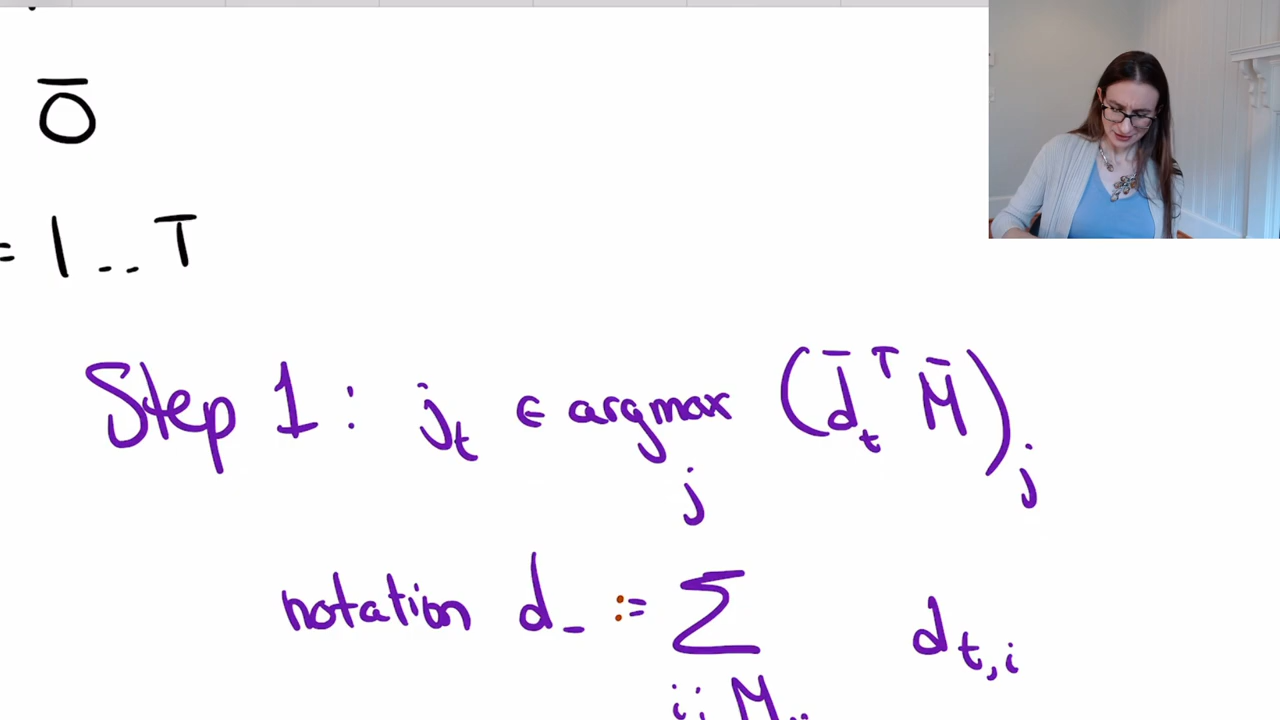 Ō
= 1..T
Step 1: j_t ∈ argmax_j (d̄_t^T M̄)_j
notation d_- := Σ d_{t,i}
i: M